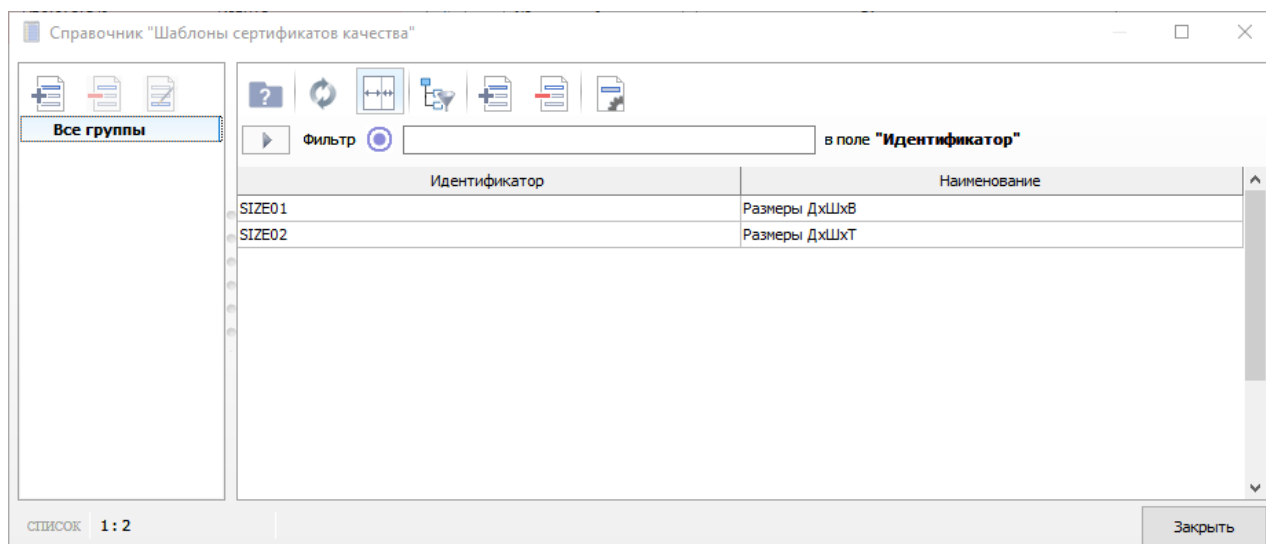 Справочник "Шаблоны сертификатов качества"
Все группы
Фильтр в поле "Идентификатор"
Идентификатор Наименование
SIZE01 Размеры ДхШхВ
SIZE02 Размеры ДхШхТ
список 1:2
Закрыть